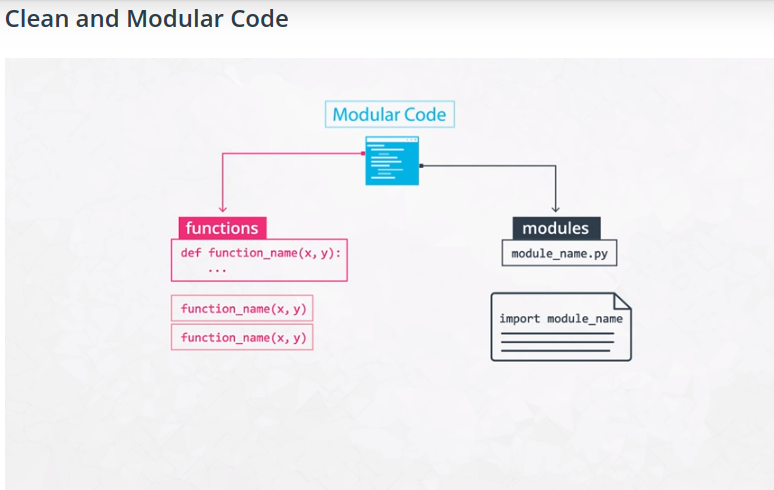 Clean and Modular Code
Modular Code
functions
def function_name(x, y):
...
function_name(x, y)
function_name(x, y)
modules
module_name.py
import module_name